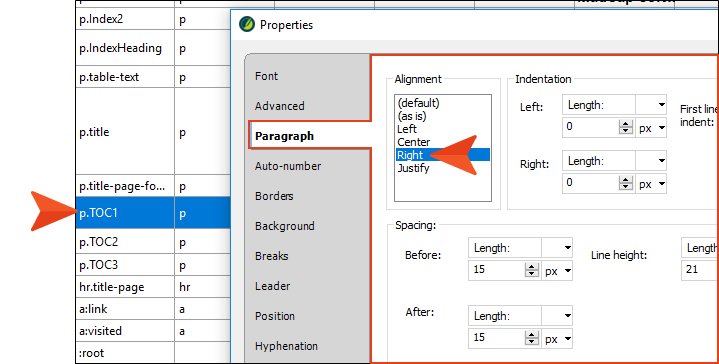 p.Index2 p
p.IndexHeading p
p.table-text p
p.title p
p.title-page-fo... p
p.TOC1 p
p.TOC2 p
p.TOC3 p
hr.title-page hr
a:link a
a:visited a
:root
Properties
Font
Advanced
Paragraph
Auto-number
Borders
Background
Breaks
Leader
Position
Hyphenation
Alignment
(default)
(as is)
Left
Center
Right
Justify
Indentation
Left: Length:
0 px
First line
indent:
Right: Length:
0 px
Spacing:
Before: Length:
15 px
Line height: Length
21
After: Length:
15 px